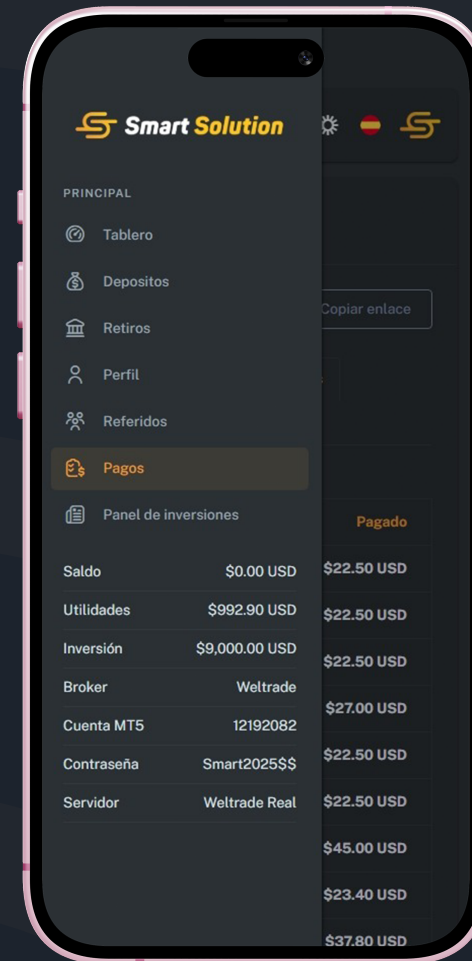 Smart Solution
PRINCIPAL
Tablero
Depositos
Retiros
Perfil
Referidos
Pagos
Panel de inversiones
Saldo $0.00 USD
Utilidades $992.90 USD
Inversión $9,000.00 USD
Broker Weltrade
Cuenta MT5 12192082
Contraseña Smart2025$$
Servidor Weltrade Real
Copiar enlace
Pagado
$22.50 USD
$22.50 USD
$22.50 USD
$27.00 USD
$22.50 USD
$22.50 USD
$45.00 USD
$23.40 USD
$37.80 USD